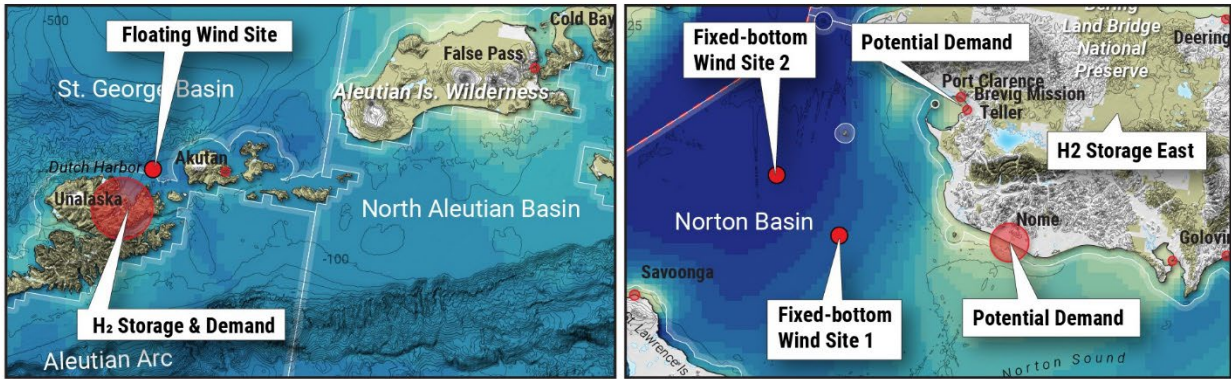 -500
Floating Wind Site
Cold Bay
False Pass
St. George Basin
Aleutian Is. Wilderness
Dutch Harbor
Akutan
Unalaska
North Aleutian Basin
-100
H₂ Storage & Demand
Aleutian Arc
25
Fixed-bottom
Wind Site 2
Potential Demand
Bering
Land Bridge
National
Preserve
Deering
Port Clarence
Brevig Mission
Teller
H2 Storage East
Norton Basin
Nome
Golovin
Savoonga
Fixed-bottom
Wind Site 1
Potential Demand
Lawrence Is
Norton Sound